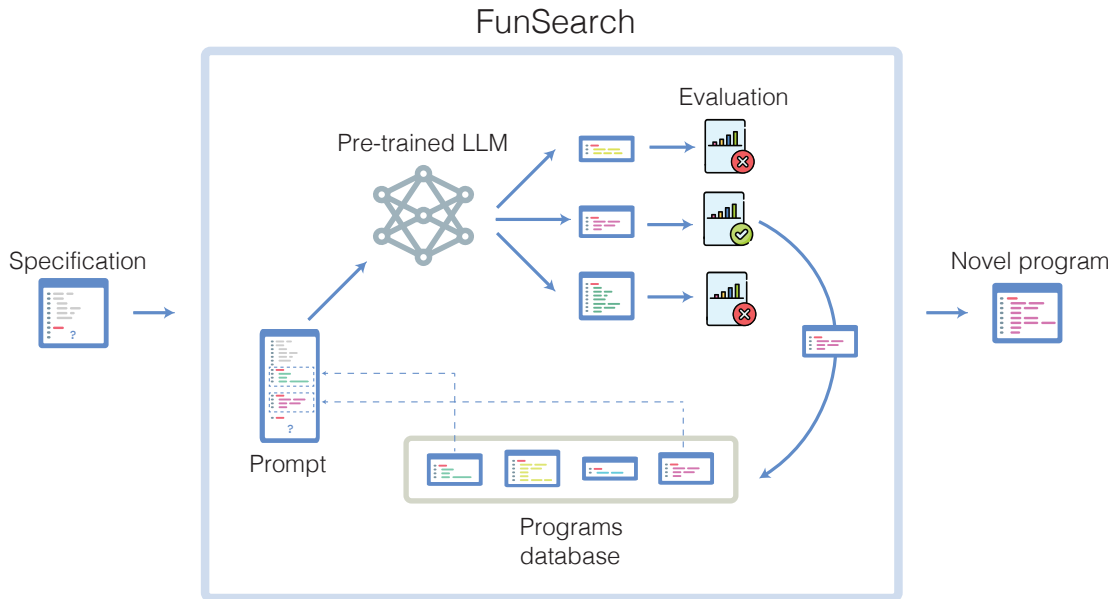 FunSearch
Evaluation
Pre-trained LLM
Specification
?
Novel program
?
Prompt
Programs
database